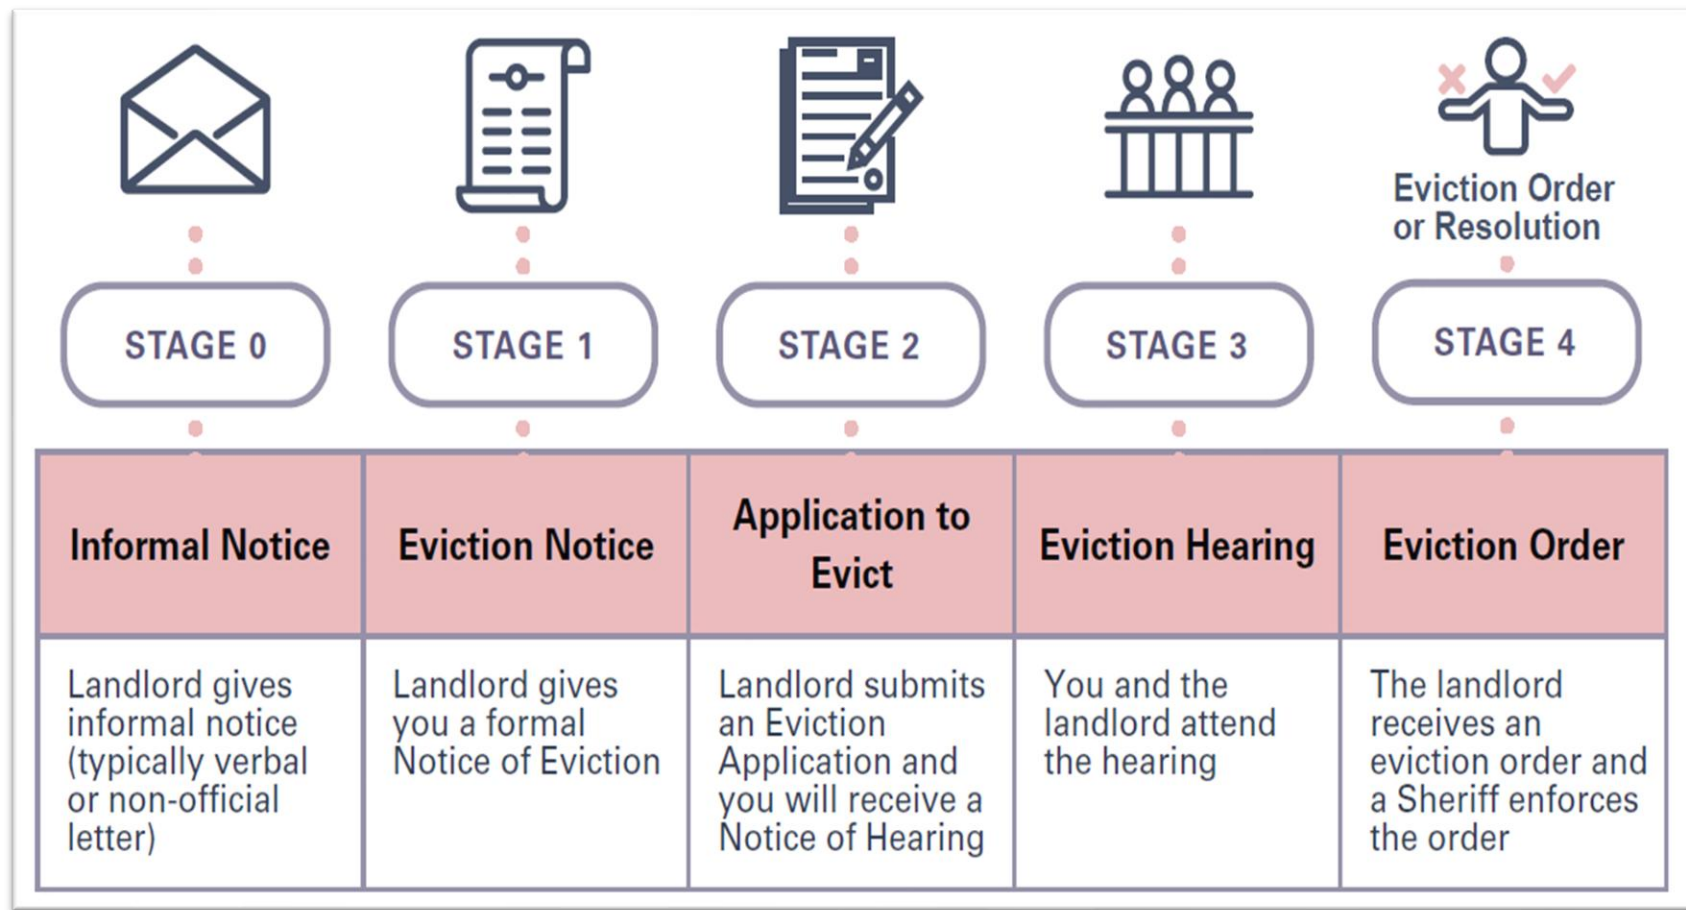 Eviction Order
or Resolution
STAGE 0
STAGE 1
STAGE 2
STAGE 3
STAGE 4
Informal Notice
Eviction Notice
Application to
Evict
Eviction Hearing
Eviction Order
Landlord gives
informal notice
(typically verbal
or non-official
letter)
Landlord gives
you a formal
Notice of Eviction
Landlord submits
an Eviction
Application and
you will receive a
Notice of Hearing
You and the
landlord attend
the hearing
The landlord
receives an
eviction order and
a Sheriff enforces
the order